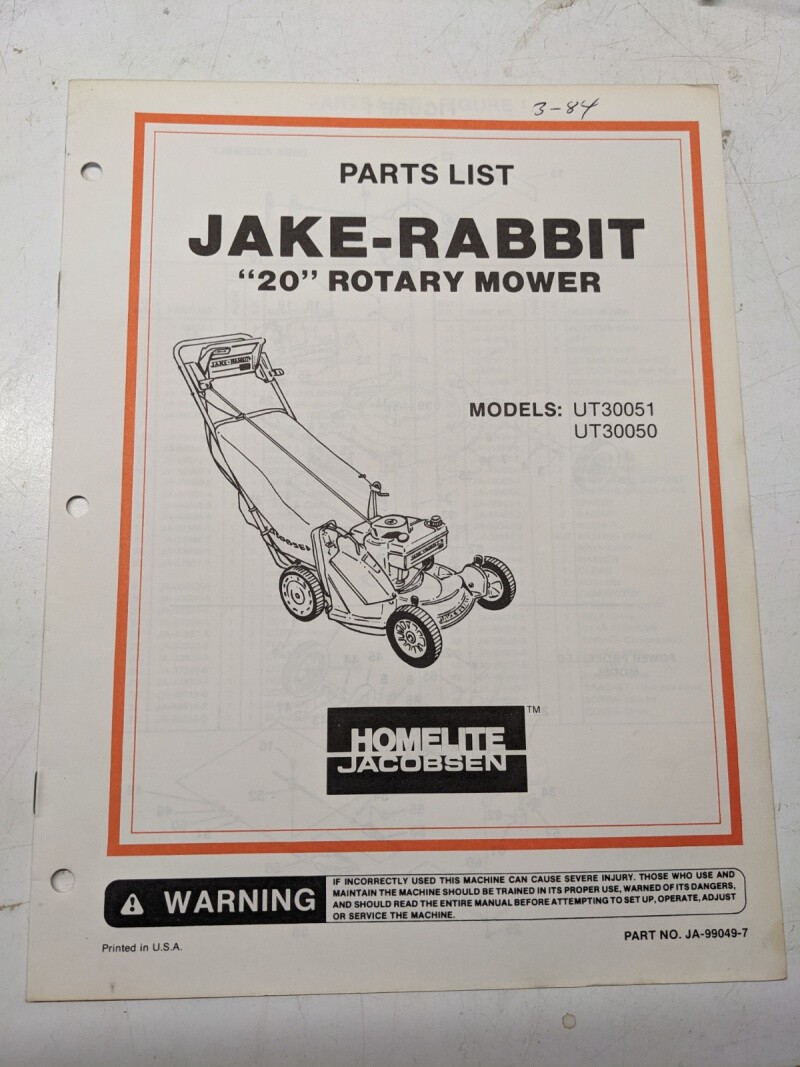 3-84
PARTS LIST
JAKE-RABBIT
"20" ROTARY MOWER
JAKE-RABBIT
MODELS: UT30051
UT30050
JACOBSEN
HOMELITE TM
JACOBSEN
WARNING
IF INCORRECTLY USED THIS MACHINE CAN CAUSE SEVERE INJURY. THOSE WHO USE AND
MAINTAIN THE MACHINE SHOULD BE TRAINED IN ITS PROPER USE, WARNED OF ITS DANGERS,
AND SHOULD READ THE ENTIRE MANUAL BEFORE ATTEMPTING TO SET UP, OPERATE, ADJUST
OR SERVICE THE MACHINE.
PART NO. JA-99049-7
Printed in U.S.A.